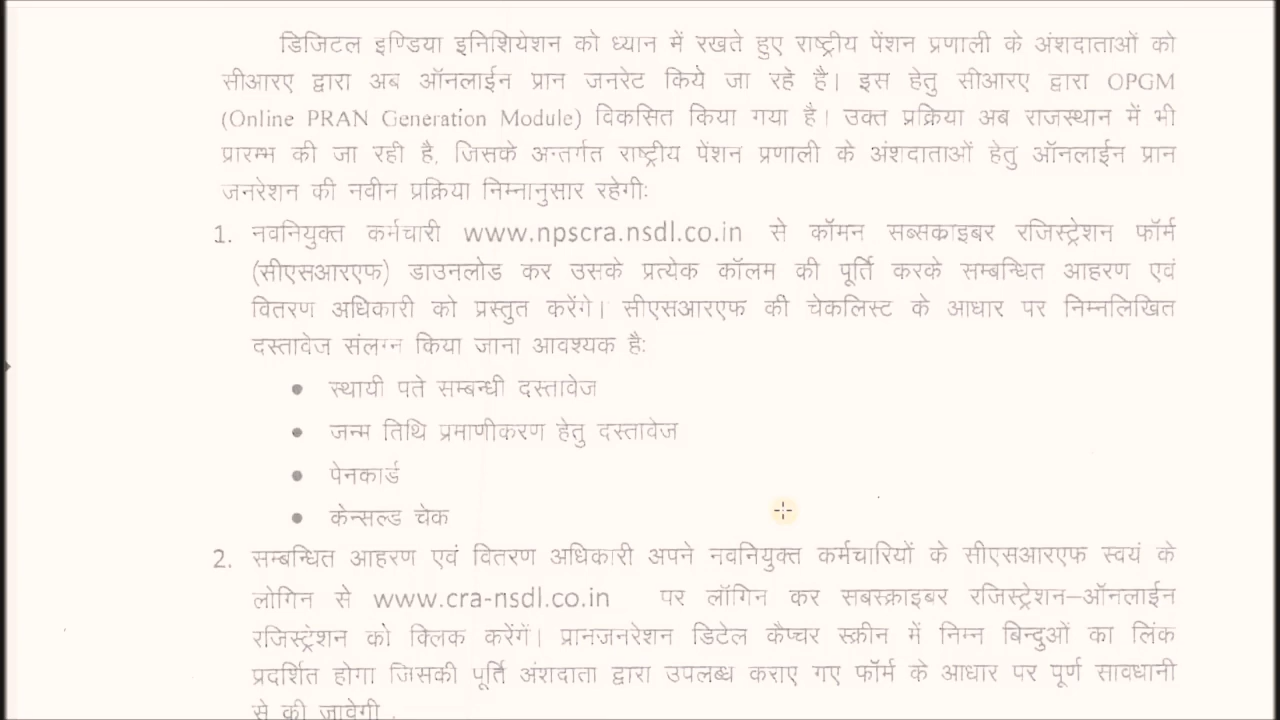 डिजिटल इण्डिया इनिशियेशन को ध्यान में रखते हुए राष्ट्रीय पेंशन प्रणाली के अंशदाताओं को
सीआरए द्वारा अब ऑनलाईन प्रान जनरेट किये जा रहे है। इस हेतु सीआरए द्वारा OPGM
(Online PRAN Generation Module) विकसित किया गया है। उक्त प्रक्रिया अब राजस्थान में भी
प्रारम्भ की जा रही है, जिसके अन्तर्गत राष्ट्रीय पेंशन प्रणाली के अंशदाताओं हेतु ऑनलाईन प्रान
जनरेशन की नवीन प्रक्रिया निम्नानुसार रहेगीः
1. नवनियुक्त कर्मचारी www.npscra.nsdl.co.in से कॉमन सब्सक्राइबर रजिस्ट्रेशन फॉर्म
(सीएसआरएफ) डाउनलोड कर उसके प्रत्येक कॉलम की पूर्ति करके सम्बन्धित आहरण एवं
वितरण अधिकारी को प्रस्तुत करेंगे। सीएसआरएफ की चेकलिस्ट के आधार पर निम्नलिखित
दस्तावेज संलग्न किया जाना आवश्यक हैः
• स्थायी पते सम्बन्धी दस्तावेज
• जन्म तिथि प्रमाणीकरण हेतु दस्तावेज
• पेनकार्ड
• केन्सल्ड चेक
2. सम्बन्धित आहरण एवं वितरण अधिकारी अपने नवनियुक्त कर्मचारियों के सीएसआरएफ स्वयं के
लोगिन से www.cra-nsdl.co.in पर लॉगिन कर सबस्क्राइबर रजिस्ट्रेशन–ऑनलाईन
रजिस्ट्रेशन को क्लिक करेंगें। प्रानजनरेशन डिटेल कैप्चर स्क्रीन में निम्न बिन्दुओं का लिंक
प्रदर्शित होगा जिसकी पूर्ति अंशदाता द्वारा उपलब्ध कराए गए फॉर्म के आधार पर पूर्ण सावधानी
से की जावेगी .